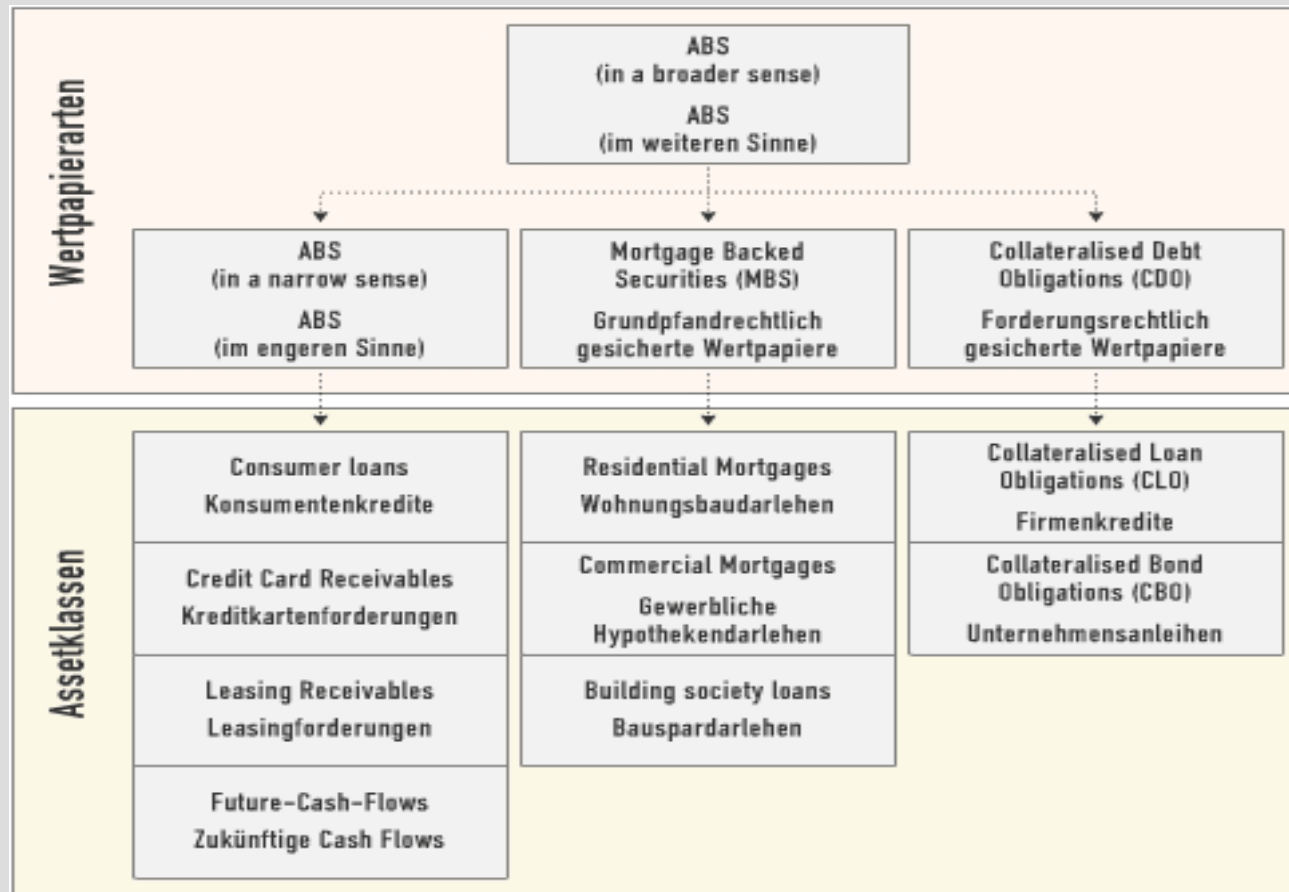 Wertpapierarten
ABS
(in a broader sense)
ABS
(im weiteren Sinne)
ABS
(in a narrow sense)
ABS
(im engeren Sinne)
Mortgage Backed
Securities (MBS)
Grundpfandrechtlich
gesicherte Wertpapiere
Collateralised Debt
Obligations (CDO)
Forderungsrechtlich
gesicherte Wertpapiere
Assetklassen
Consumer loans
Konsumentenkredite
Credit Card Receivables
Kreditkartenforderungen
Leasing Receivables
Leasingforderungen
Future-Cash-Flows
Zukünftige Cash Flows
Residential Mortgages
Wohnungsbaudarlehen
Commercial Mortgages
Gewerbliche
Hypothekendarlehen
Building society loans
Bauspardarlehen
Collateralised Loan
Obligations (CLO)
Firmenkredite
Collateralised Bond
Obligations (CBO)
Unternehmensanleihen